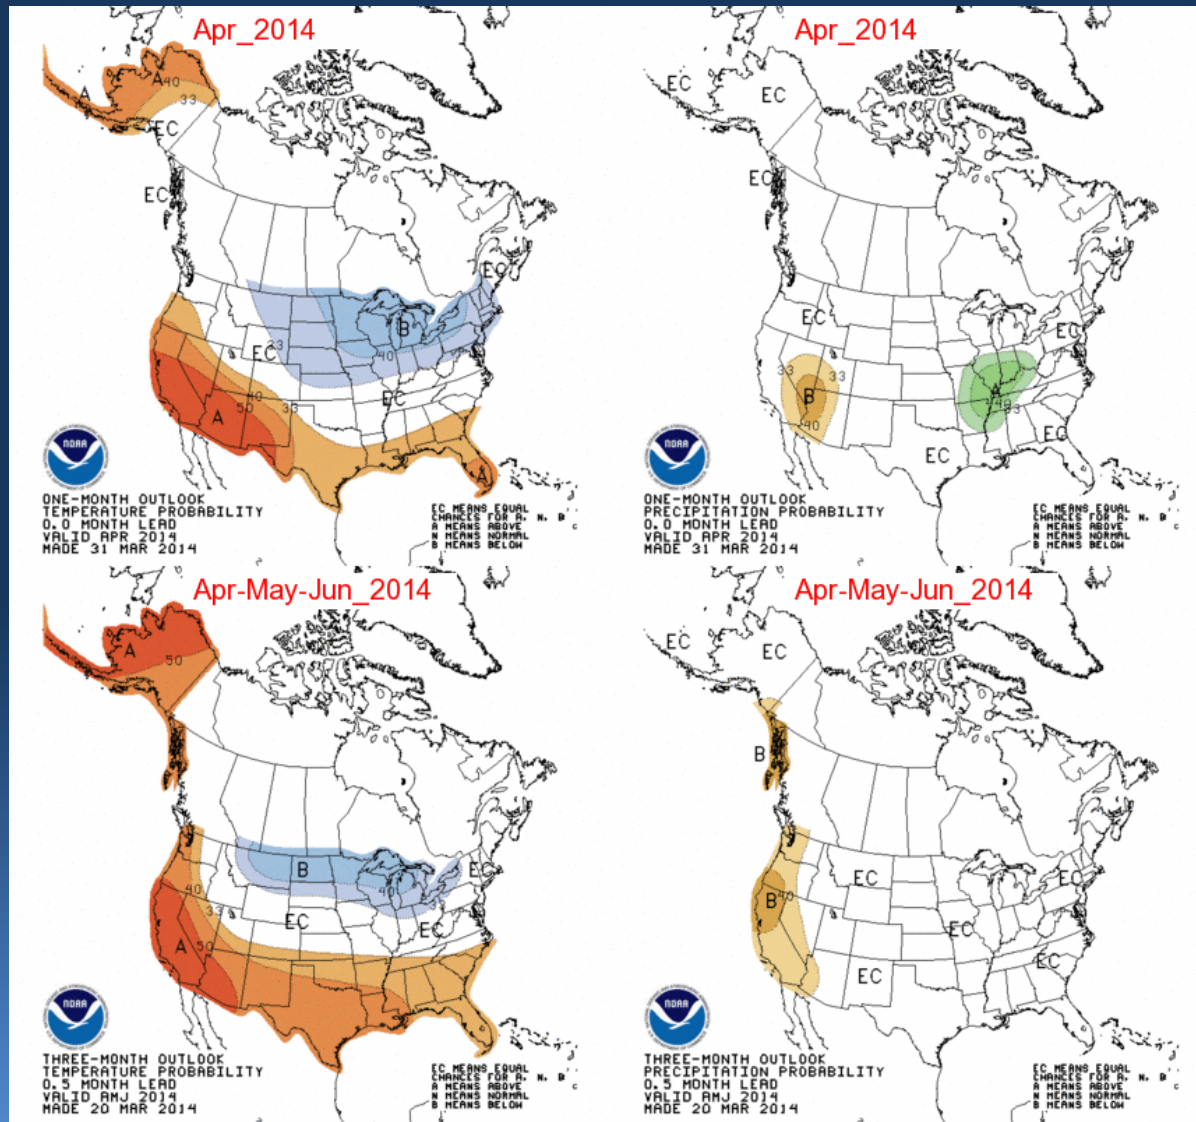 Apr_2014
A
A
40
33
EC
EC
EC
B
33
EC
40
EC
A
40
50
33
A
NOAA
ONE-MONTH OUTLOOK
TEMPERATURE PROBABILITY
0.0 MONTH LEAD
VALID APR 2014
MADE 31 MAR 2014
EC MEANS EQUAL
CHANCES FOR A, N, B
A MEANS ABOVE
N MEANS NORMAL
B MEANS BELOW
Apr_2014
EC
EC
EC
EC
EC
33
33
B
40
A
40
33
EC
EC
NOAA
ONE-MONTH OUTLOOK
PRECIPITATION PROBABILITY
0.0 MONTH LEAD
VALID APR 2014
MADE 31 MAR 2014
EC MEANS EQUAL
CHANCES FOR A, N, B
A MEANS ABOVE
N MEANS NORMAL
B MEANS BELOW
Apr-May-Jun_2014
A
50
B
EC
40
40
33
33
EC
EC
A
50
NOAA
THREE-MONTH OUTLOOK
TEMPERATURE PROBABILITY
0.5 MONTH LEAD
VALID AMJ 2014
MADE 20 MAR 2014
EC MEANS EQUAL
CHANCES FOR A, N, B
A MEANS ABOVE
N MEANS NORMAL
B MEANS BELOW
Apr-May-Jun_2014
EC
EC
B
EC
EC
B
40
EC
EC
EC
NOAA
THREE-MONTH OUTLOOK
PRECIPITATION PROBABILITY
0.5 MONTH LEAD
VALID AMJ 2014
MADE 20 MAR 2014
EC MEANS EQUAL
CHANCES FOR A, N, B
A MEANS ABOVE
N MEANS NORMAL
B MEANS BELOW